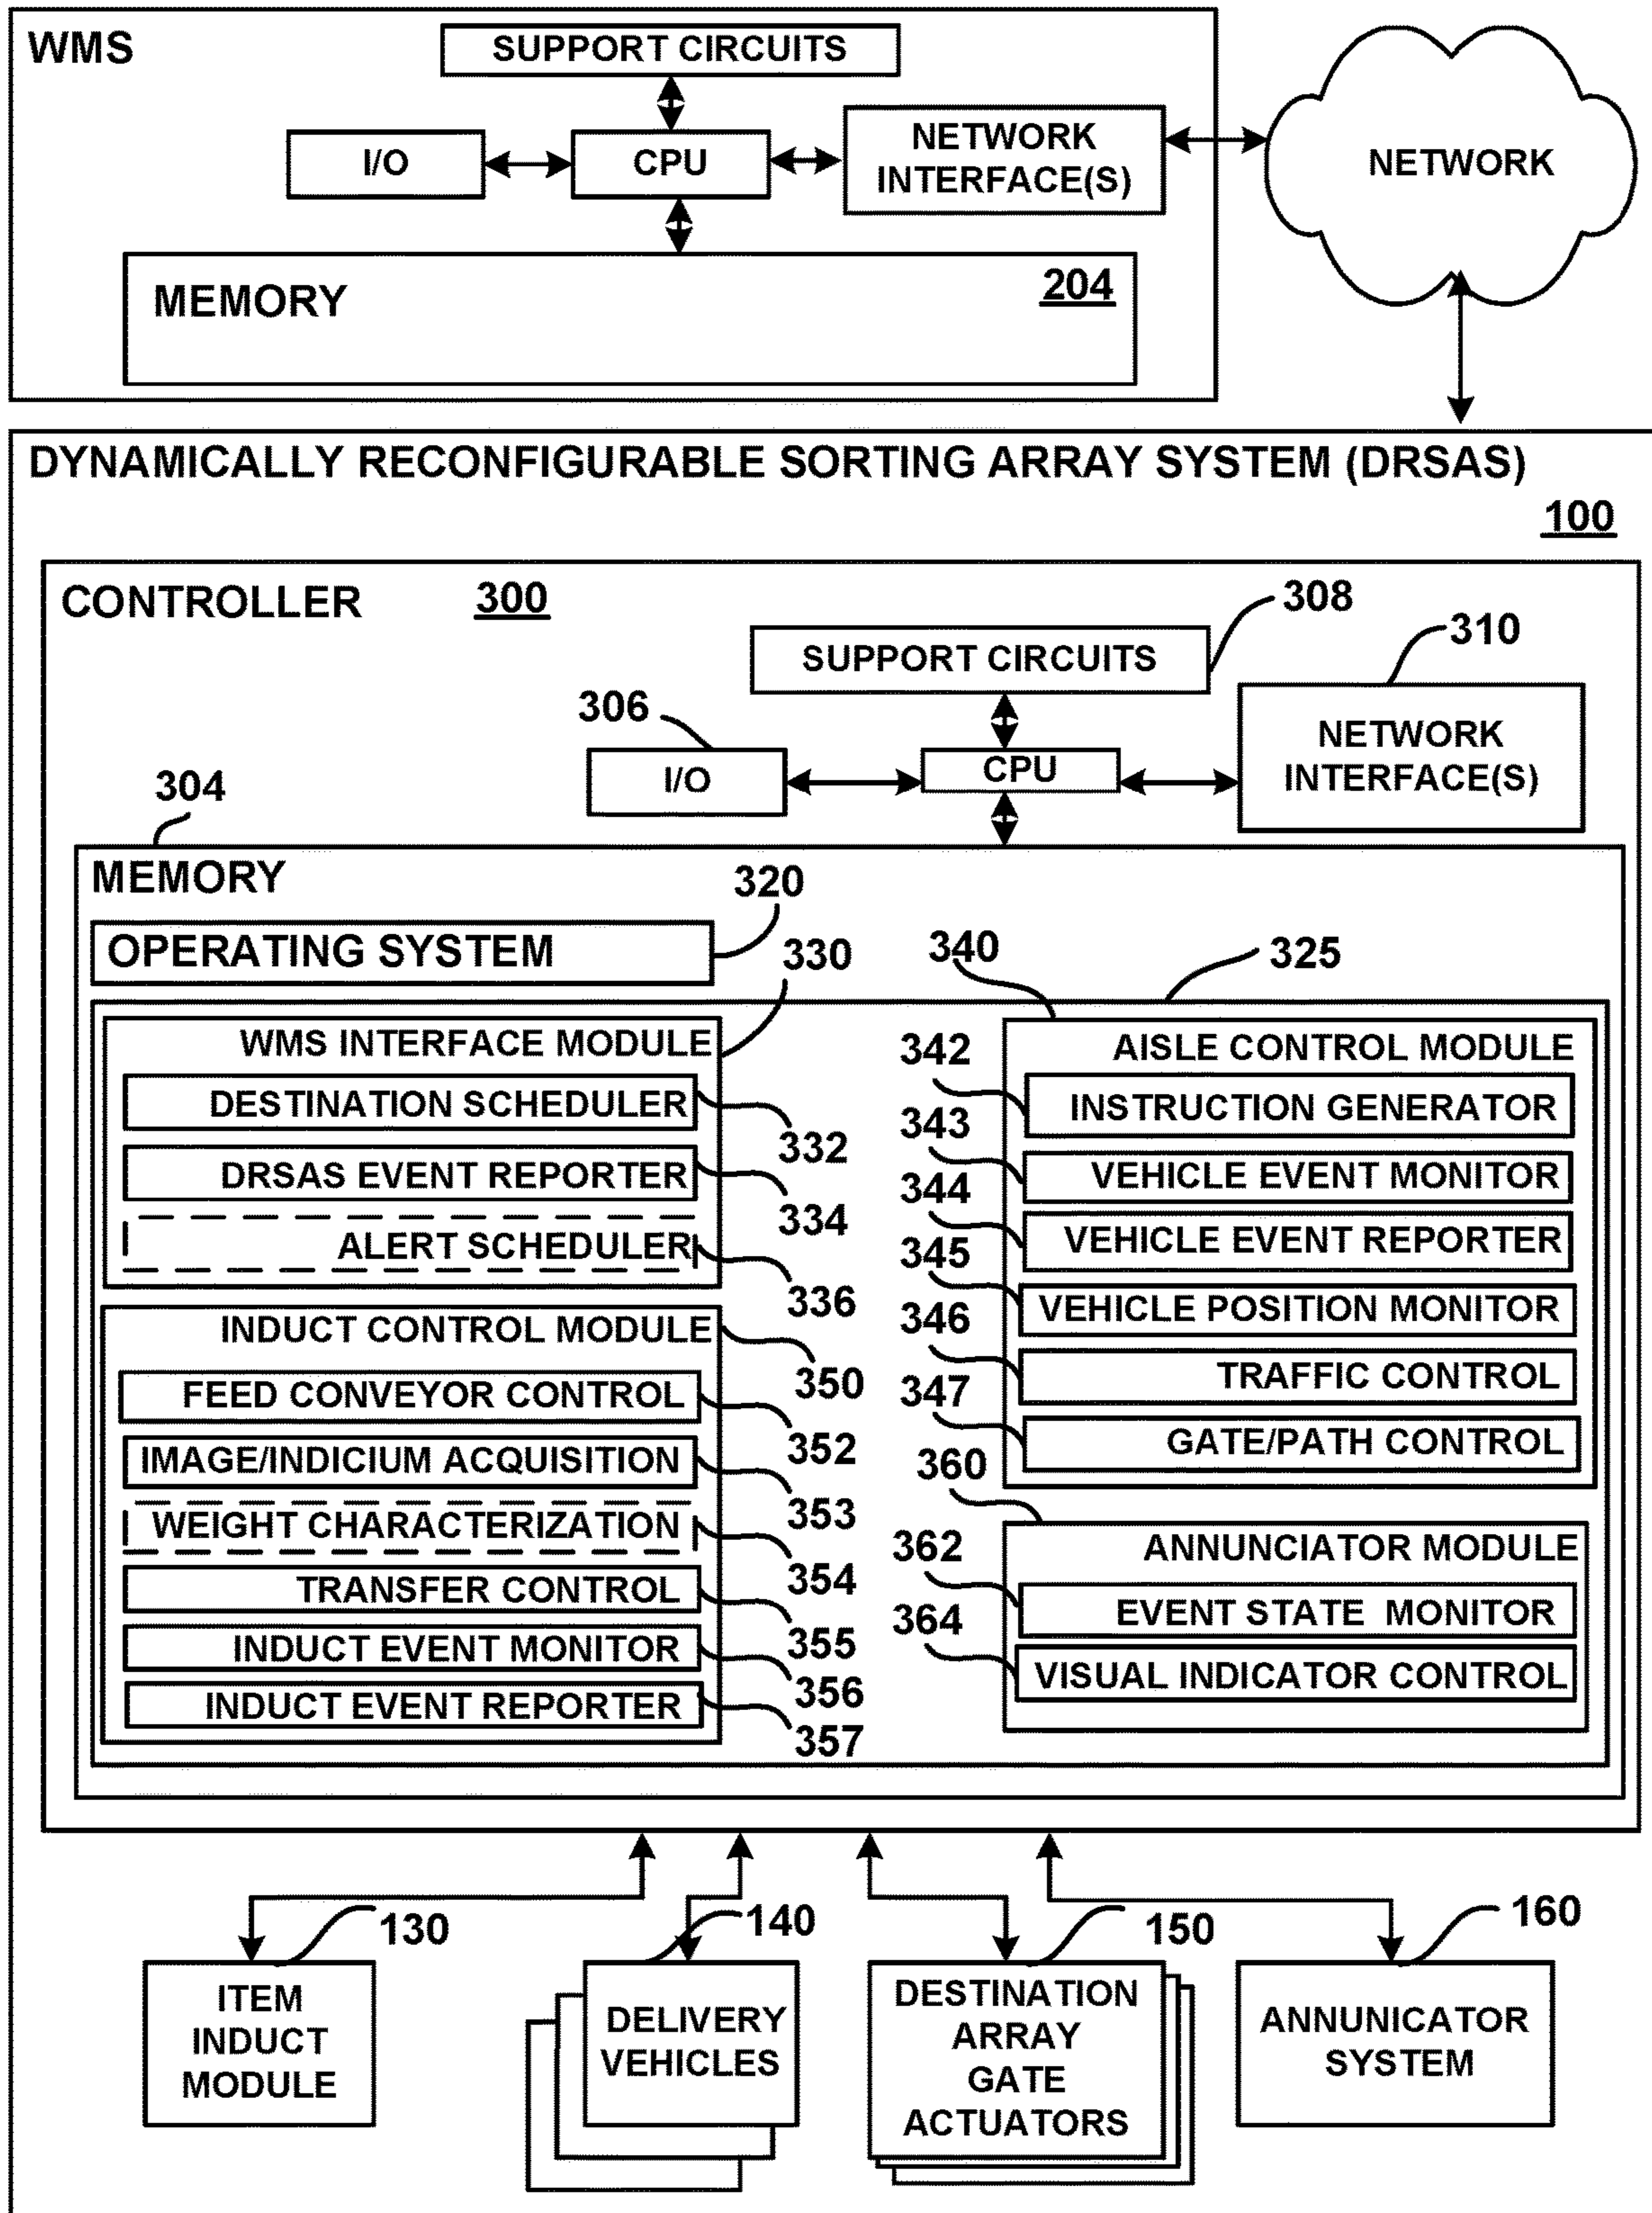 WMS
SUPPORT CIRCUITS
I/O
CPU
NETWORK
INTERFACE(S)
NETWORK
MEMORY
204
DYNAMICALLY RECONFIGURABLE SORTING ARRAY SYSTEM (DRSAS)
100
CONTROLLER
300
308
SUPPORT CIRCUITS
310
306
I/O
CPU
NETWORK
INTERFACE(S)
304
MEMORY
320
OPERATING SYSTEM
330
WMS INTERFACE MODULE
DESTINATION SCHEDULER
332
DRSAS EVENT REPORTER
334
ALERT SCHEDULER
336
INDUCT CONTROL MODULE
350
FEED CONVEYOR CONTROL
352
IMAGE/INDICIUM ACQUISITION
353
WEIGHT CHARACTERIZATION
354
TRANSFER CONTROL
355
INDUCT EVENT MONITOR
356
INDUCT EVENT REPORTER
357
340
325
AISLE CONTROL MODULE
342
INSTRUCTION GENERATOR
343
VEHICLE EVENT MONITOR
344
VEHICLE EVENT REPORTER
345
VEHICLE POSITION MONITOR
346
TRAFFIC CONTROL
347
GATE/PATH CONTROL
360
ANNUNCIATOR MODULE
362
EVENT STATE MONITOR
364
VISUAL INDICATOR CONTROL
130
ITEM
INDUCT
MODULE
140
DELIVERY
VEHICLES
150
DESTINATION
ARRAY
GATE
ACTUATORS
160
ANNUNICATOR
SYSTEM